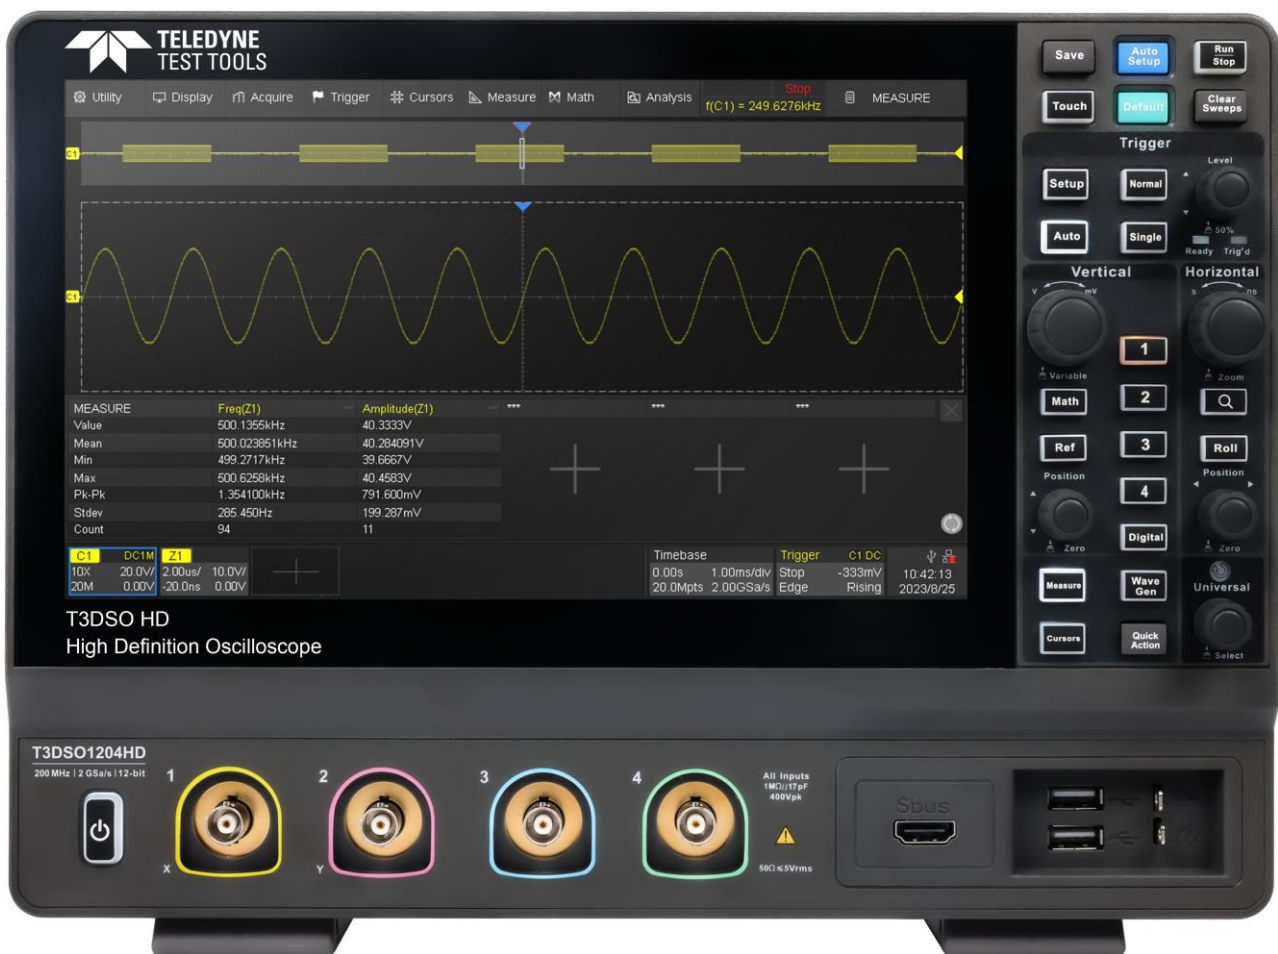 TELEDYNE
TEST TOOLS
Utility Display Acquire Trigger Cursors Measure Math Analysis
Stop
f(C1) = 249.6276kHz
MEASURE
C1
C1
MEASURE Freq(Z1) Amplitude(Z1) *** *** ***
Value 500.1355kHz 40.3333V
Mean 500.023851kHz 40.284091V
Min 499.2717kHz 39.6667V
Max 500.6258kHz 40.4583V
Pk-Pk 1.354100kHz 791.600mV
Stdev 285.450Hz 199.287mV
Count 94 11
C1 DC1M Z1
10X 20.0V/ 2.00us/ 10.0V/
20M 0.00V -20.0ns 0.00V
Timebase
0.00s 1.00ms/div
20.0Mpts 2.00GSa/s
Trigger C1 DC
Stop -333mV
Edge Rising
10:42:13
2023/8/25
T3DSO HD
High Definition Oscilloscope
Save
Auto
Setup
Run
Stop
Touch
Default
Clear
Sweeps
Trigger
Level
Setup
Normal
50%
Auto
Single
Ready Trig'd
Vertical
Horizontal
V mV
s ns
1
Variable
Zoom
Math
2
Ref
3
Roll
Position
Position
4
Zero
Digital
Zero
Measure
Wave
Gen
Universal
Cursors
Quick
Action
Select
T3DSO1204HD
200 MHz | 2 GSa/s | 12-bit
1
X
2
Y
3
4
All Inputs
1MΩ//17pF
400Vpk
50Ω≤5Vrms
Sbus